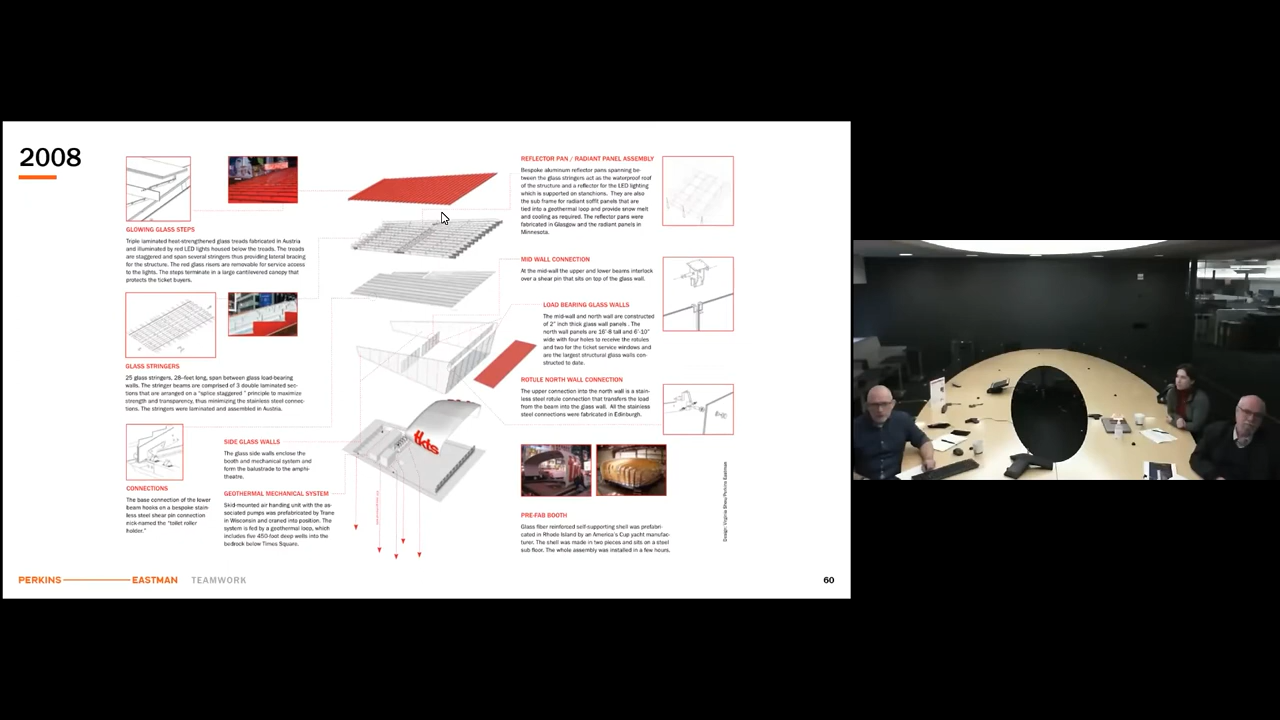 2008
GLOWING GLASS STEPS
Triple laminated heat-strengthened glass treads fabricated in Austria
and illuminated by red LED lights housed below the treads. The treads
are staggered and span several stringers thus providing lateral bracing
for the structure. The red glass risers are removable for service access
to the lights. The steps terminate in a large cantilevered canopy that
protects the ticket buyers.
GLASS STRINGERS
25 glass stringers, 28–feet long, span between glass load-bearing
walls. The stringer beams are comprised of 3 double laminated sec-
tions that are arranged on a "splice staggered" principle to maximize
strength and transparency, thus minimizing the stainless steel connec-
tions. The stringers were laminated and assembled in Austria.
CONNECTIONS
The base connection of the lower
beam hooks on a bespoke stain-
less steel shear pin connection
nick-named the "toilet roller
holder."
SIDE GLASS WALLS
The glass side walls enclose the
booth and mechanical system and
form the balustrade to the amphi-
theatre.
GEOTHERMAL MECHANICAL SYSTEM
Skid-mounted air handing unit with the as-
sociated pumps was prefabricated by Trane
in Wisconsin and craned into position. The
system is fed by a geothermal loop, which
includes five 450-foot deep wells into the
bedrock below Times Square.
tkts
REFLECTOR PAN / RADIANT PANEL ASSEMBLY
Bespoke aluminum reflector pans spanning be-
tween the glass stringers act as the waterproof roof
of the structure and a reflector for the LED lighting
which is supported on stanchions. They are also
the sub frame for radiant soffit panels that are
tied into a geothermal loop and provide snow melt
and cooling as required. The reflector pans were
fabricated in Glasgow and the radiant panels in
Minnesota.
MID WALL CONNECTION
At the mid-wall the upper and lower beams interlock
over a shear pin that sits on top of the glass wall.
LOAD BEARING GLASS WALLS
The mid-wall and north wall are constructed
of 2" inch thick glass wall panels. The
north wall panels are 16'-8 tall and 6'-10"
wide with four holes to receive the rotules
and two for the ticket service windows and
are the largest structural glass walls con-
structed to date.
ROTULE NORTH WALL CONNECTION
The upper connection into the north wall is a stain-
less steel rotule connection that transfers the load
from the beam into the glass wall. All the stainless
steel connections were fabricated in Edinburgh.
PRE-FAB BOOTH
Glass fiber reinforced self-supporting shell was prefabri-
cated in Rhode Island by an America's Cup yacht manufac-
turer. The shell was made in two pieces and sits on a steel
sub floor. The whole assembly was installed in a few hours.
Design: Virginia Shou/Perkins Eastman
PERKINS EASTMAN TEAMWORK
60